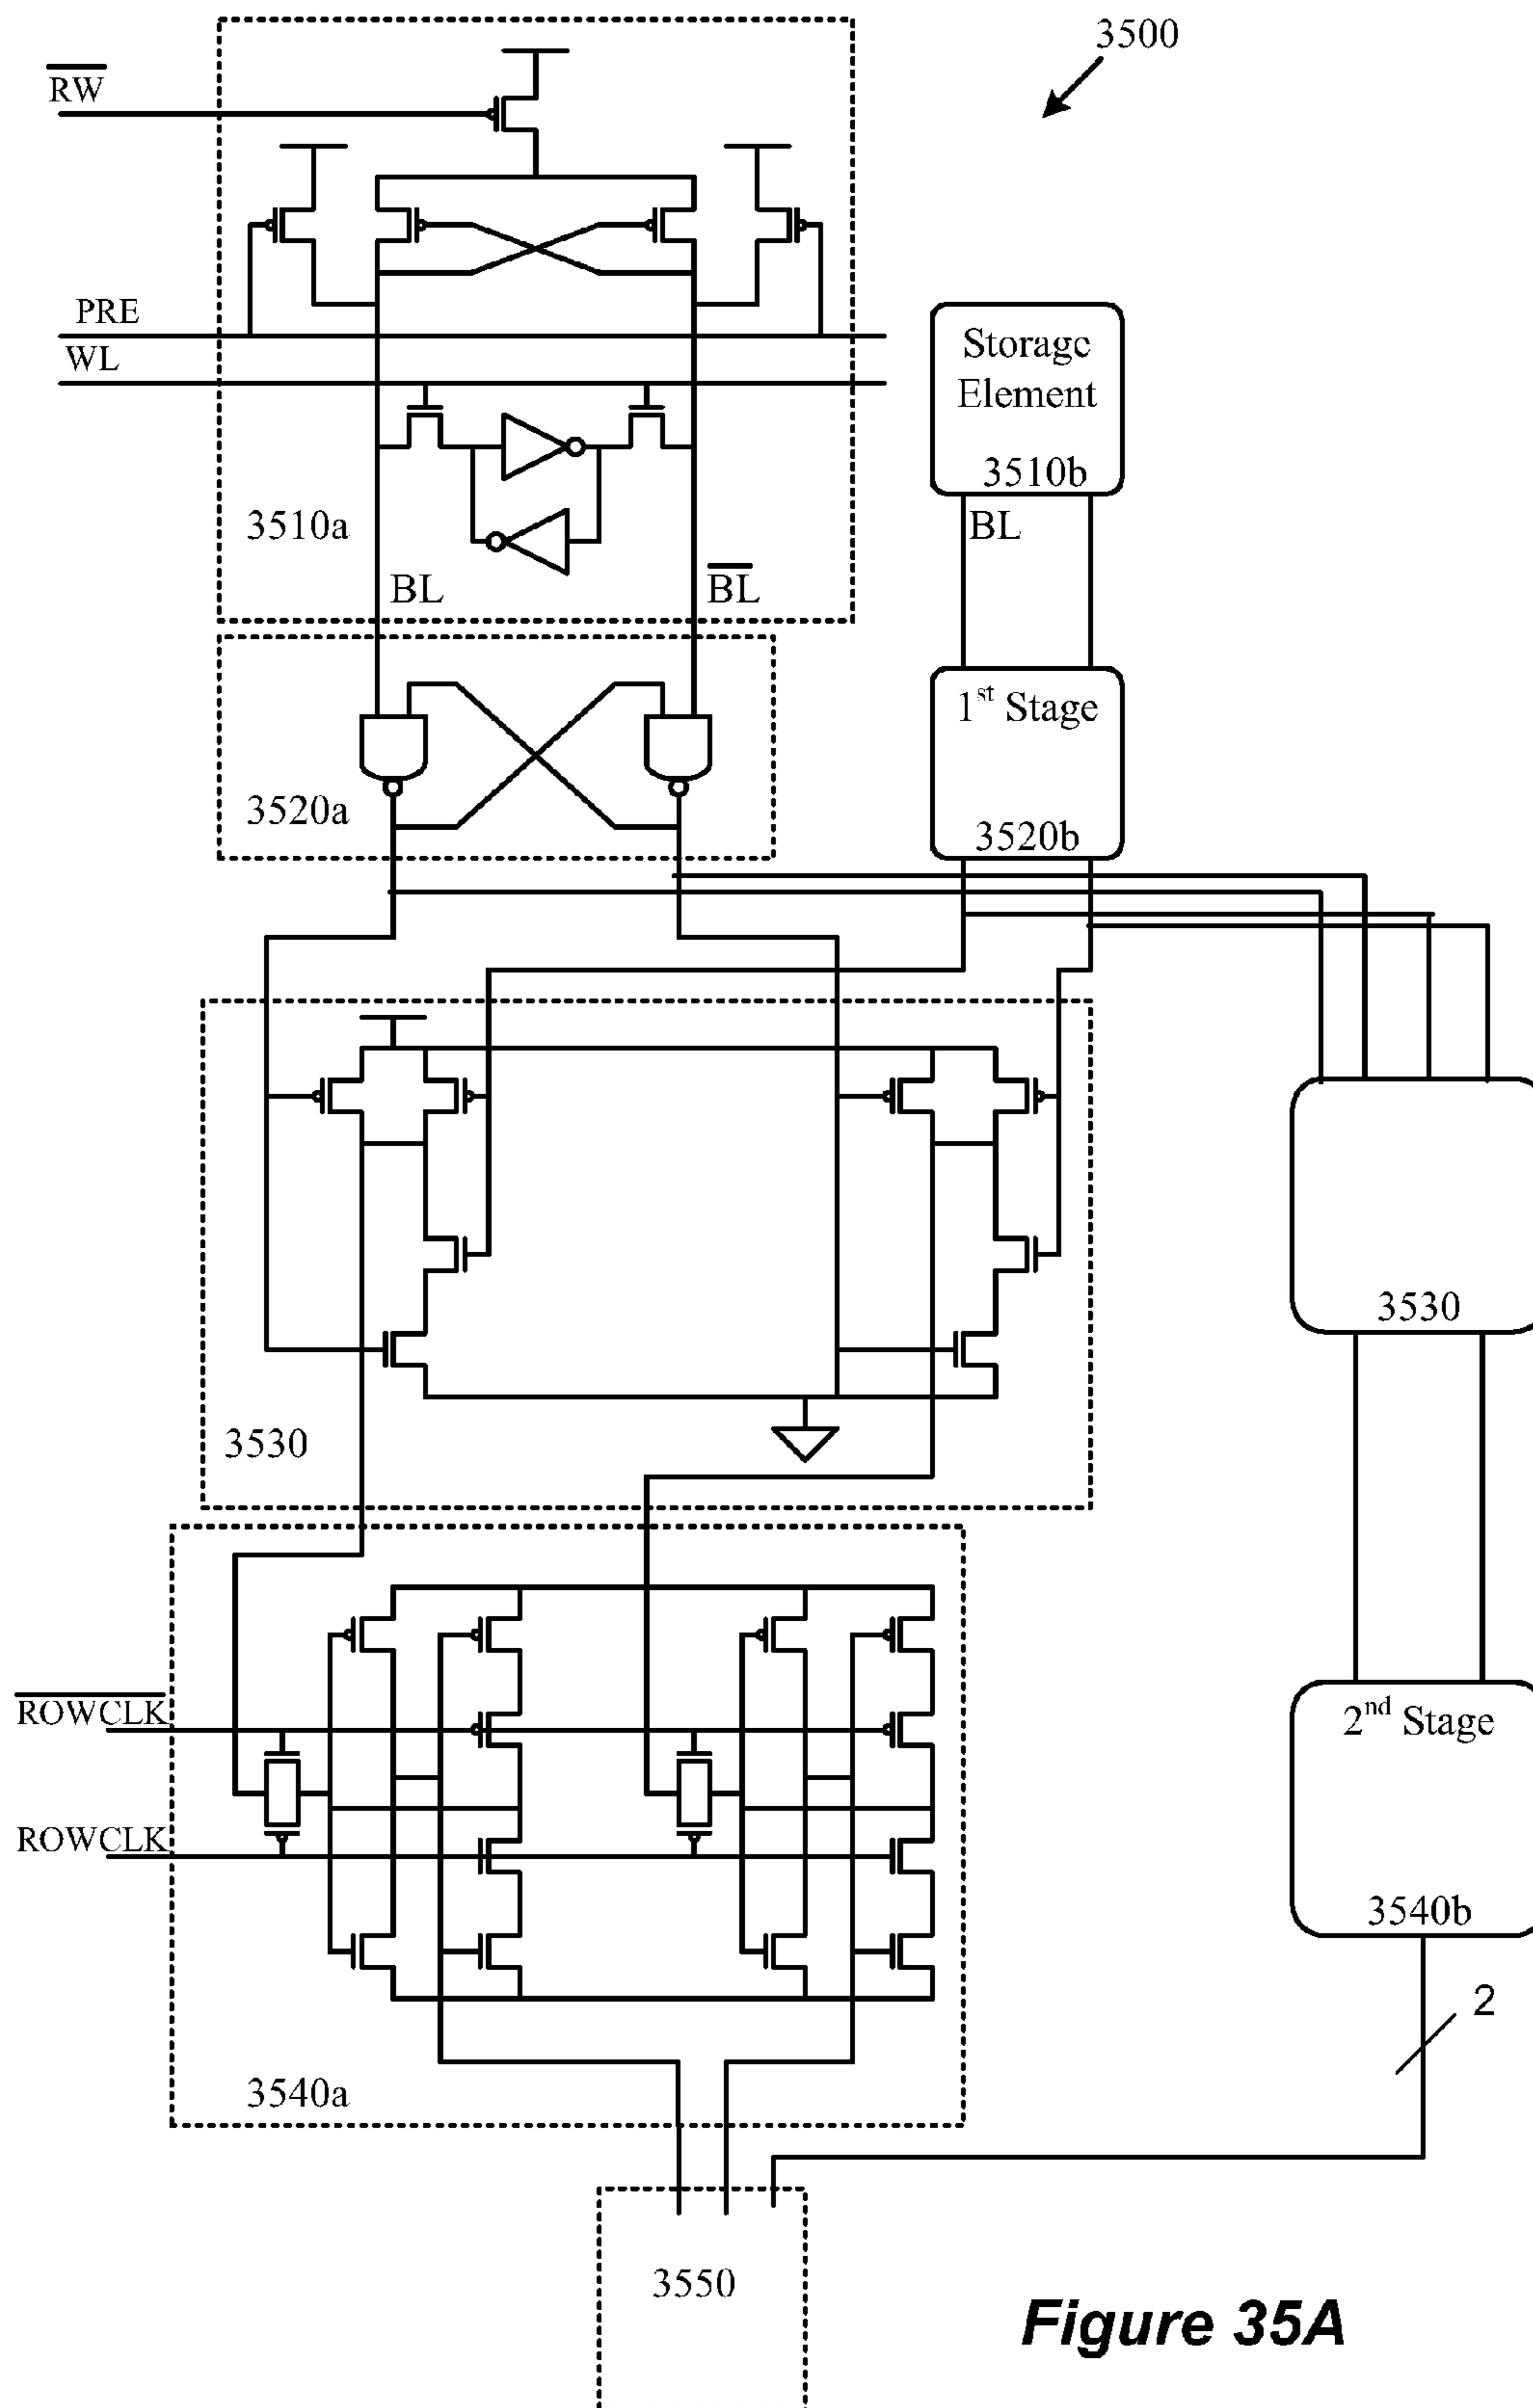 3500
RW
PRE
WL
Storage
Element
3510b
BL
3510a
BL
BL
1st Stage
3520a
3520b
3530
3530
ROWCLK
2nd Stage
ROWCLK
3540b
2
3540a
3550
Figure 35A